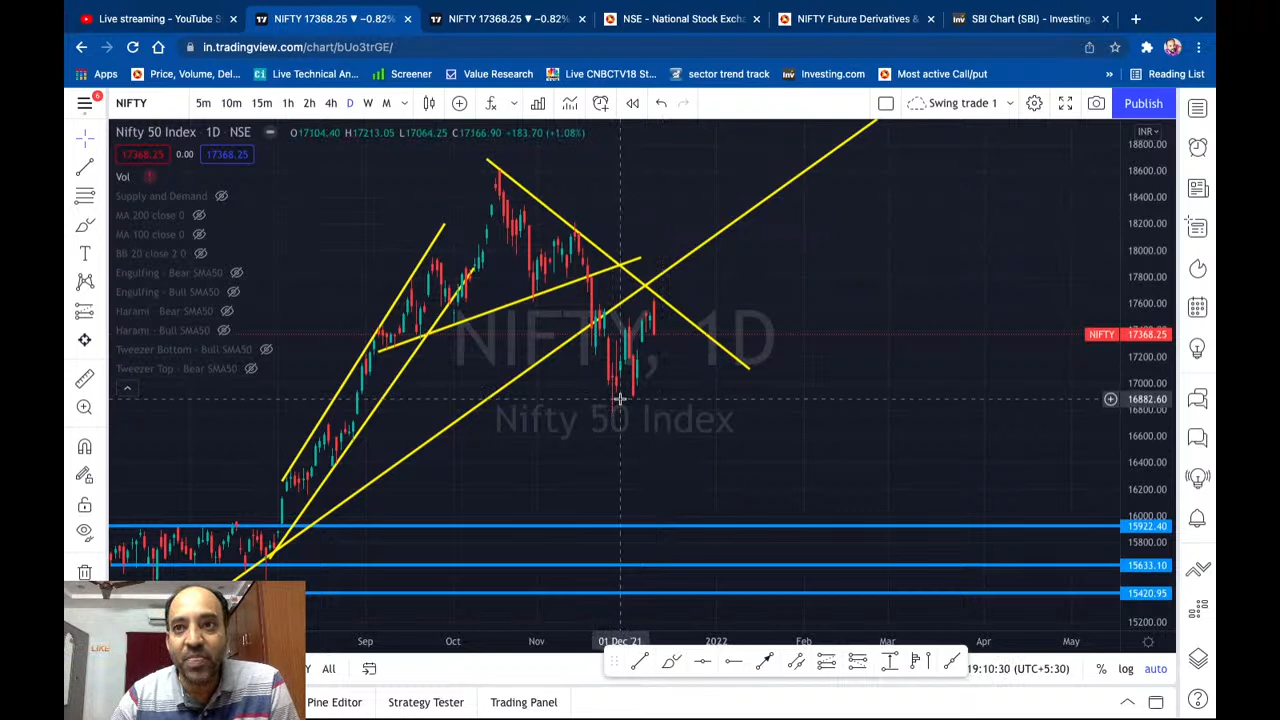 Live streaming - YouTube S
NIFTY 17368.25 ▼ −0.82%
NIFTY 17368.25 ▼ −0.82%
NSE - National Stock Exch
NIFTY Future Derivatives &
SBI Chart (SBI) - Investing.
in.tradingview.com/chart/bUo3trGE/
Apps
Price, Volume, Del...
Live Technical An...
Screener
Value Research
Live CNBCTV18 St...
sector trend track
Investing.com
Most active Call/put
»
Reading List
6
NIFTY
5m
10m
15m
1h
2h
4h
D
W
M
Swing trade 1
Publish
Nifty 50 Index · 1D · NSE
O17104.40 H17213.05 L17064.25 C17166.90 +183.70 (+1.08%)
INR
17368.25
0.00
17368.25
Vol
Supply and Demand
MA 200 close 0
MA 100 close 0
BB 20 close 2 0
Engulfing - Bear SMA50
Engulfing - Bull SMA50
Harami - Bear SMA50
Harami - Bull SMA50
Tweezer Bottom - Bull SMA50
Tweezer Top - Bear SMA50
NIFTY, 1D
Nifty 50 Index
18800.00
18600.00
18400.00
18200.00
18000.00
17800.00
17600.00
NIFTY 17368.25
17200.00
17000.00
16882.60
16800.00
16600.00
16400.00
16200.00
16000.00
15922.40
15800.00
15633.10
15420.95
15200.00
Sep
Oct
Nov
01 Dec '21
2022
Feb
Mar
Apr
May
LIKE
Y
All
19:10:30 (UTC+5:30)
%
log
auto
Pine Editor
Strategy Tester
Trading Panel